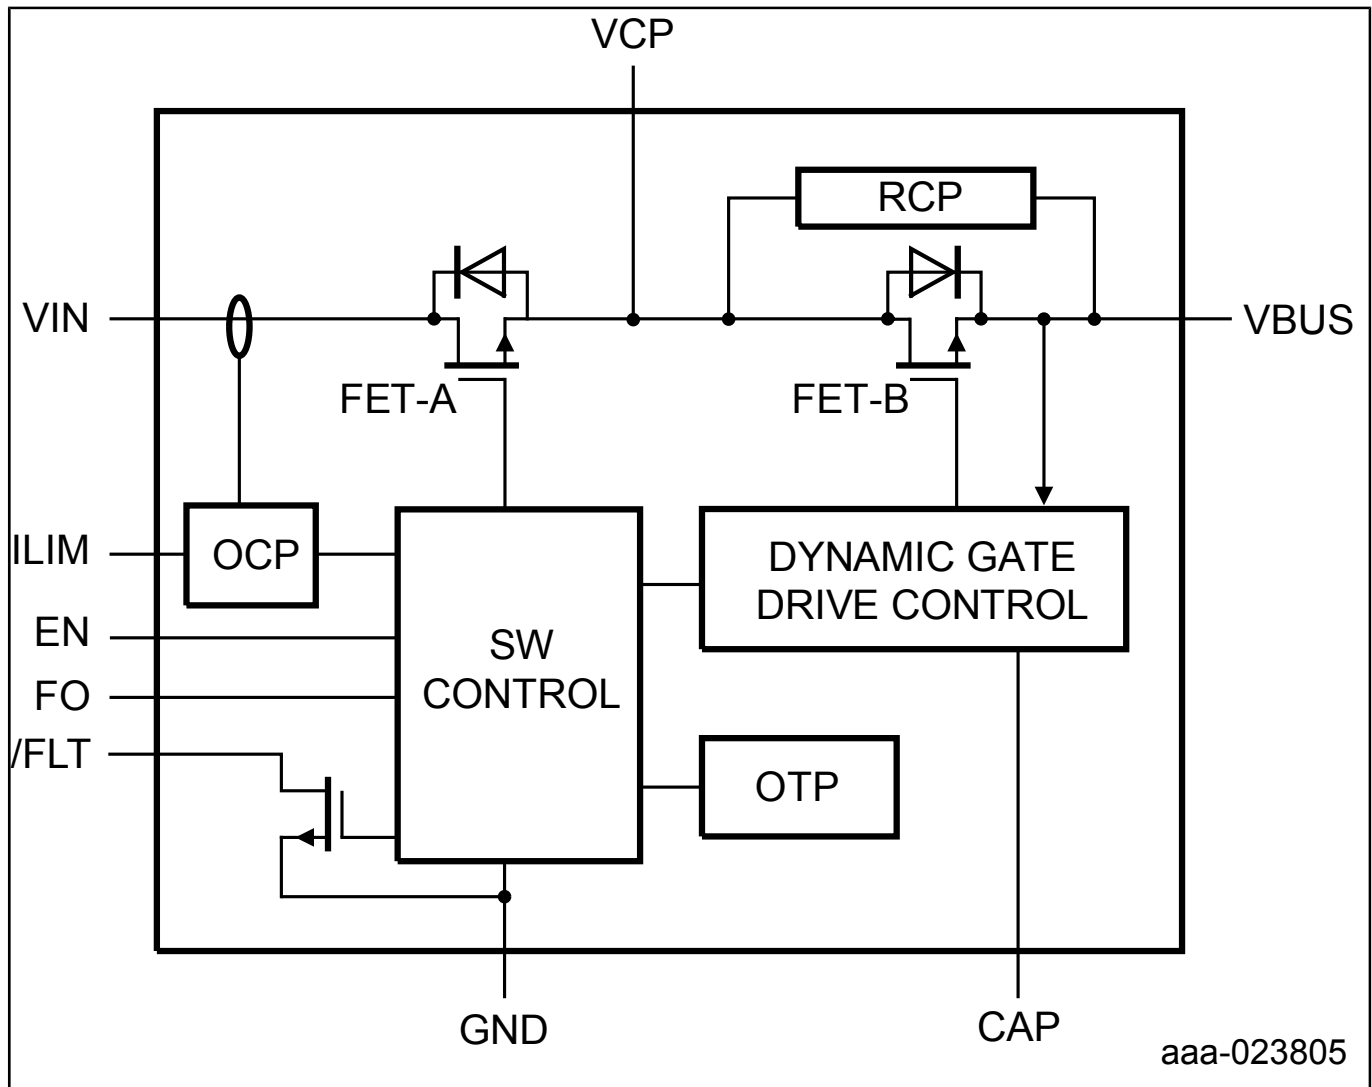 VCP
RCP
VIN
VBUS
FET-A
FET-B
ILIM
OCP
DYNAMIC GATE
DRIVE CONTROL
EN
SW
CONTROL
FO
/FLT
OTP
GND
CAP
aaa-023805